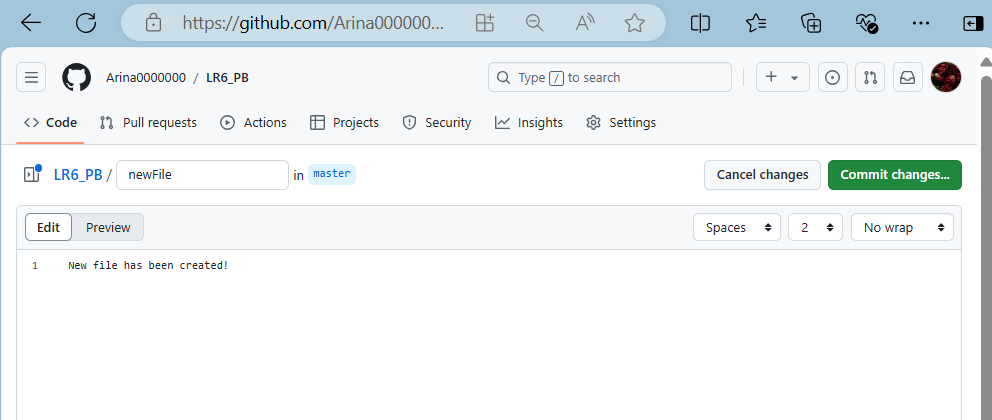 https://github.com/Arina000000...
Arina0000000 / LR6_PB
Type / to search
Code Pull requests Actions Projects Security Insights Settings
LR6_PB / newFile in master
Cancel changes Commit changes...
Edit Preview
Spaces 2 No wrap
1 New file has been created!